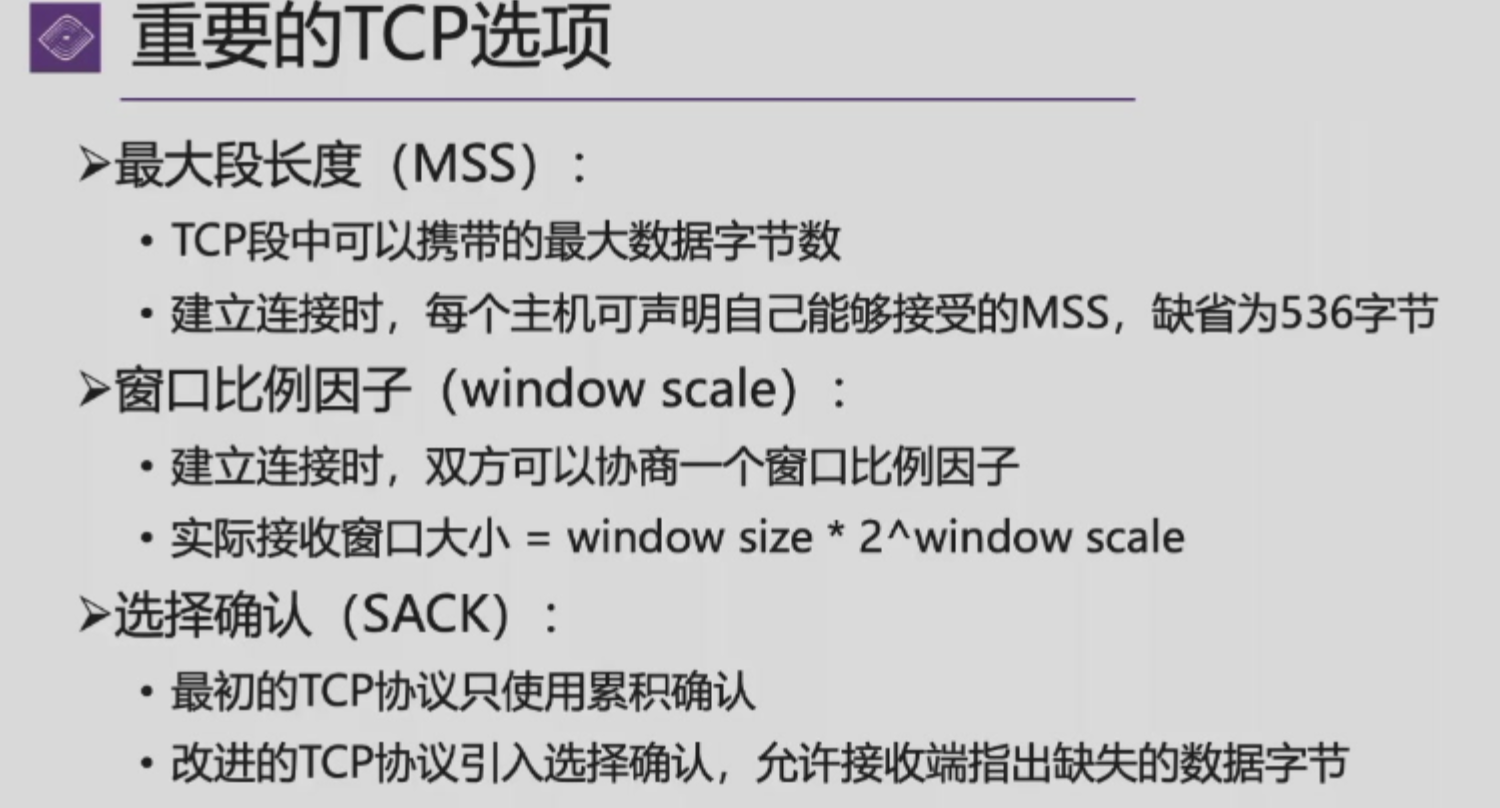 重要的TCP选项
➢最大段长度（MSS）：
• TCP段中可以携带的最大数据字节数
• 建立连接时，每个主机可声明自己能够接受的MSS，缺省为536字节
➢窗口比例因子（window scale）：
• 建立连接时，双方可以协商一个窗口比例因子
• 实际接收窗口大小 = window size * 2^window scale
➢选择确认（SACK）：
• 最初的TCP协议只使用累积确认
• 改进的TCP协议引入选择确认，允许接收端指出缺失的数据字节